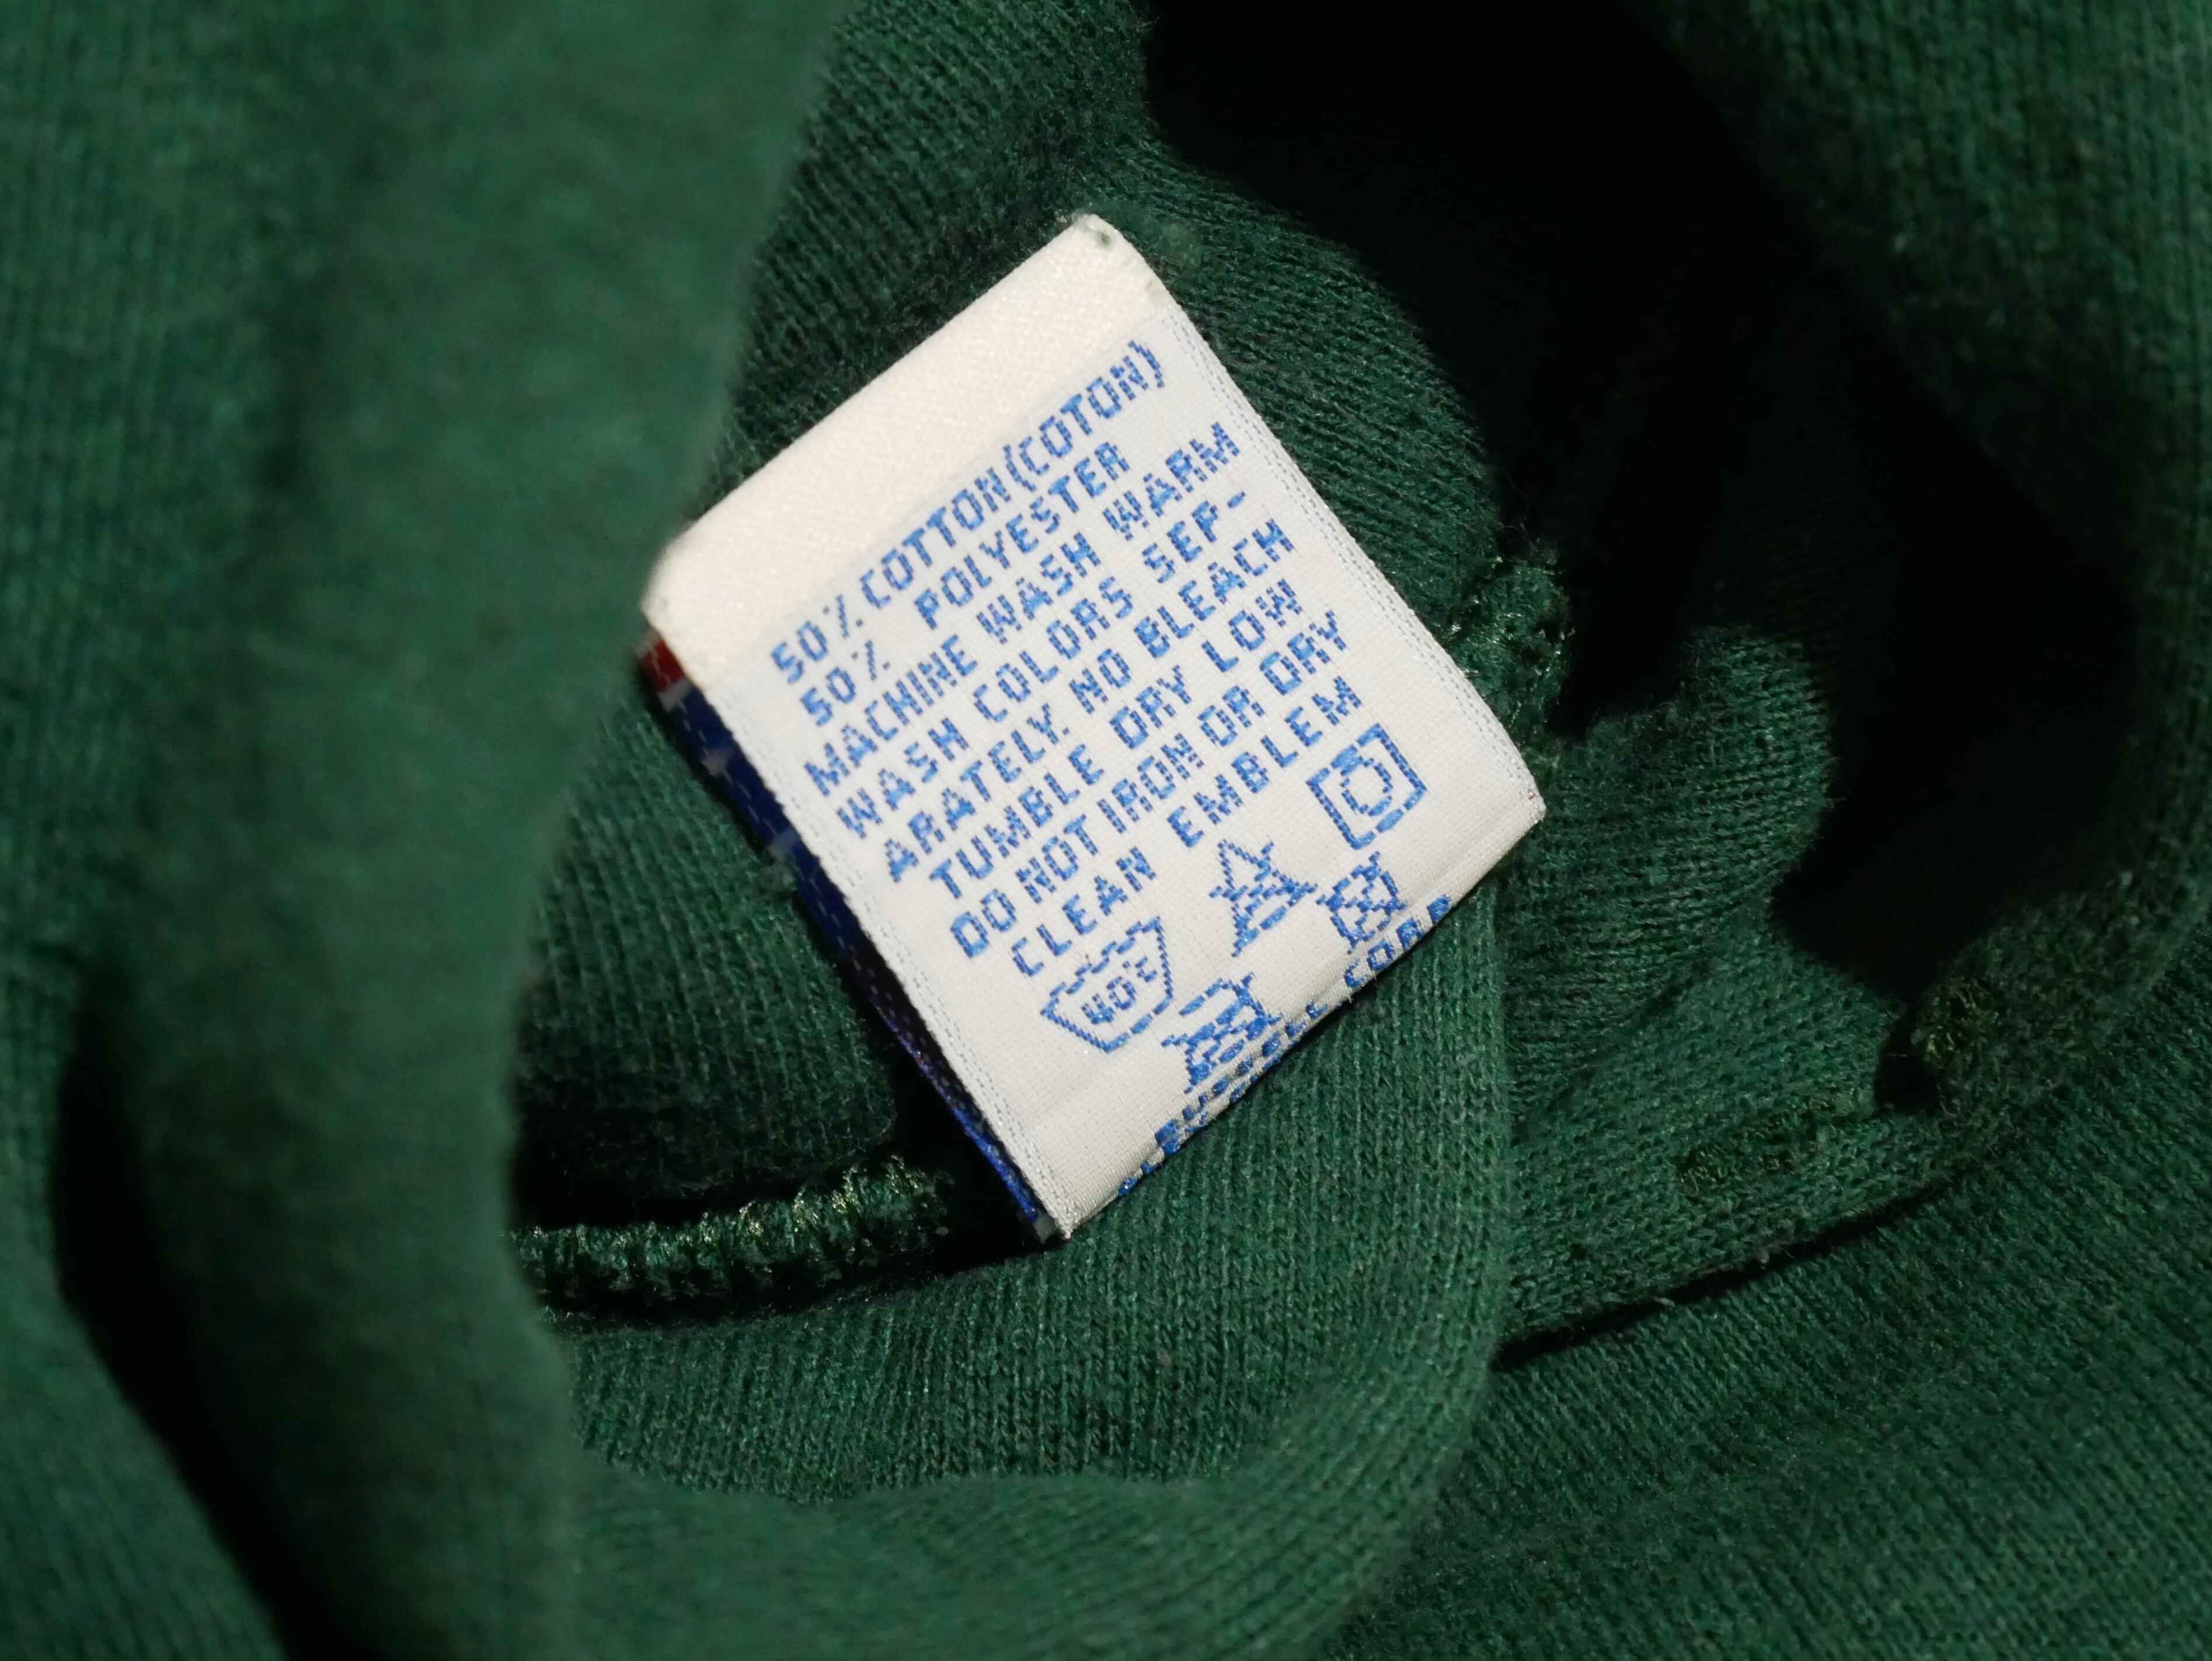 50% COTTON(COTON)
50% POLYESTER
MACHINE WASH WARM
WASH COLORS SEP-
ARATELY. NO BLEACH
TUMBLE DRY LOW
DO NOT IRON OR DRY
CLEAN EMBLEM
40°C